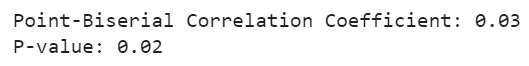 Point-Biserial Correlation Coefficient: 0.03
P-value: 0.02